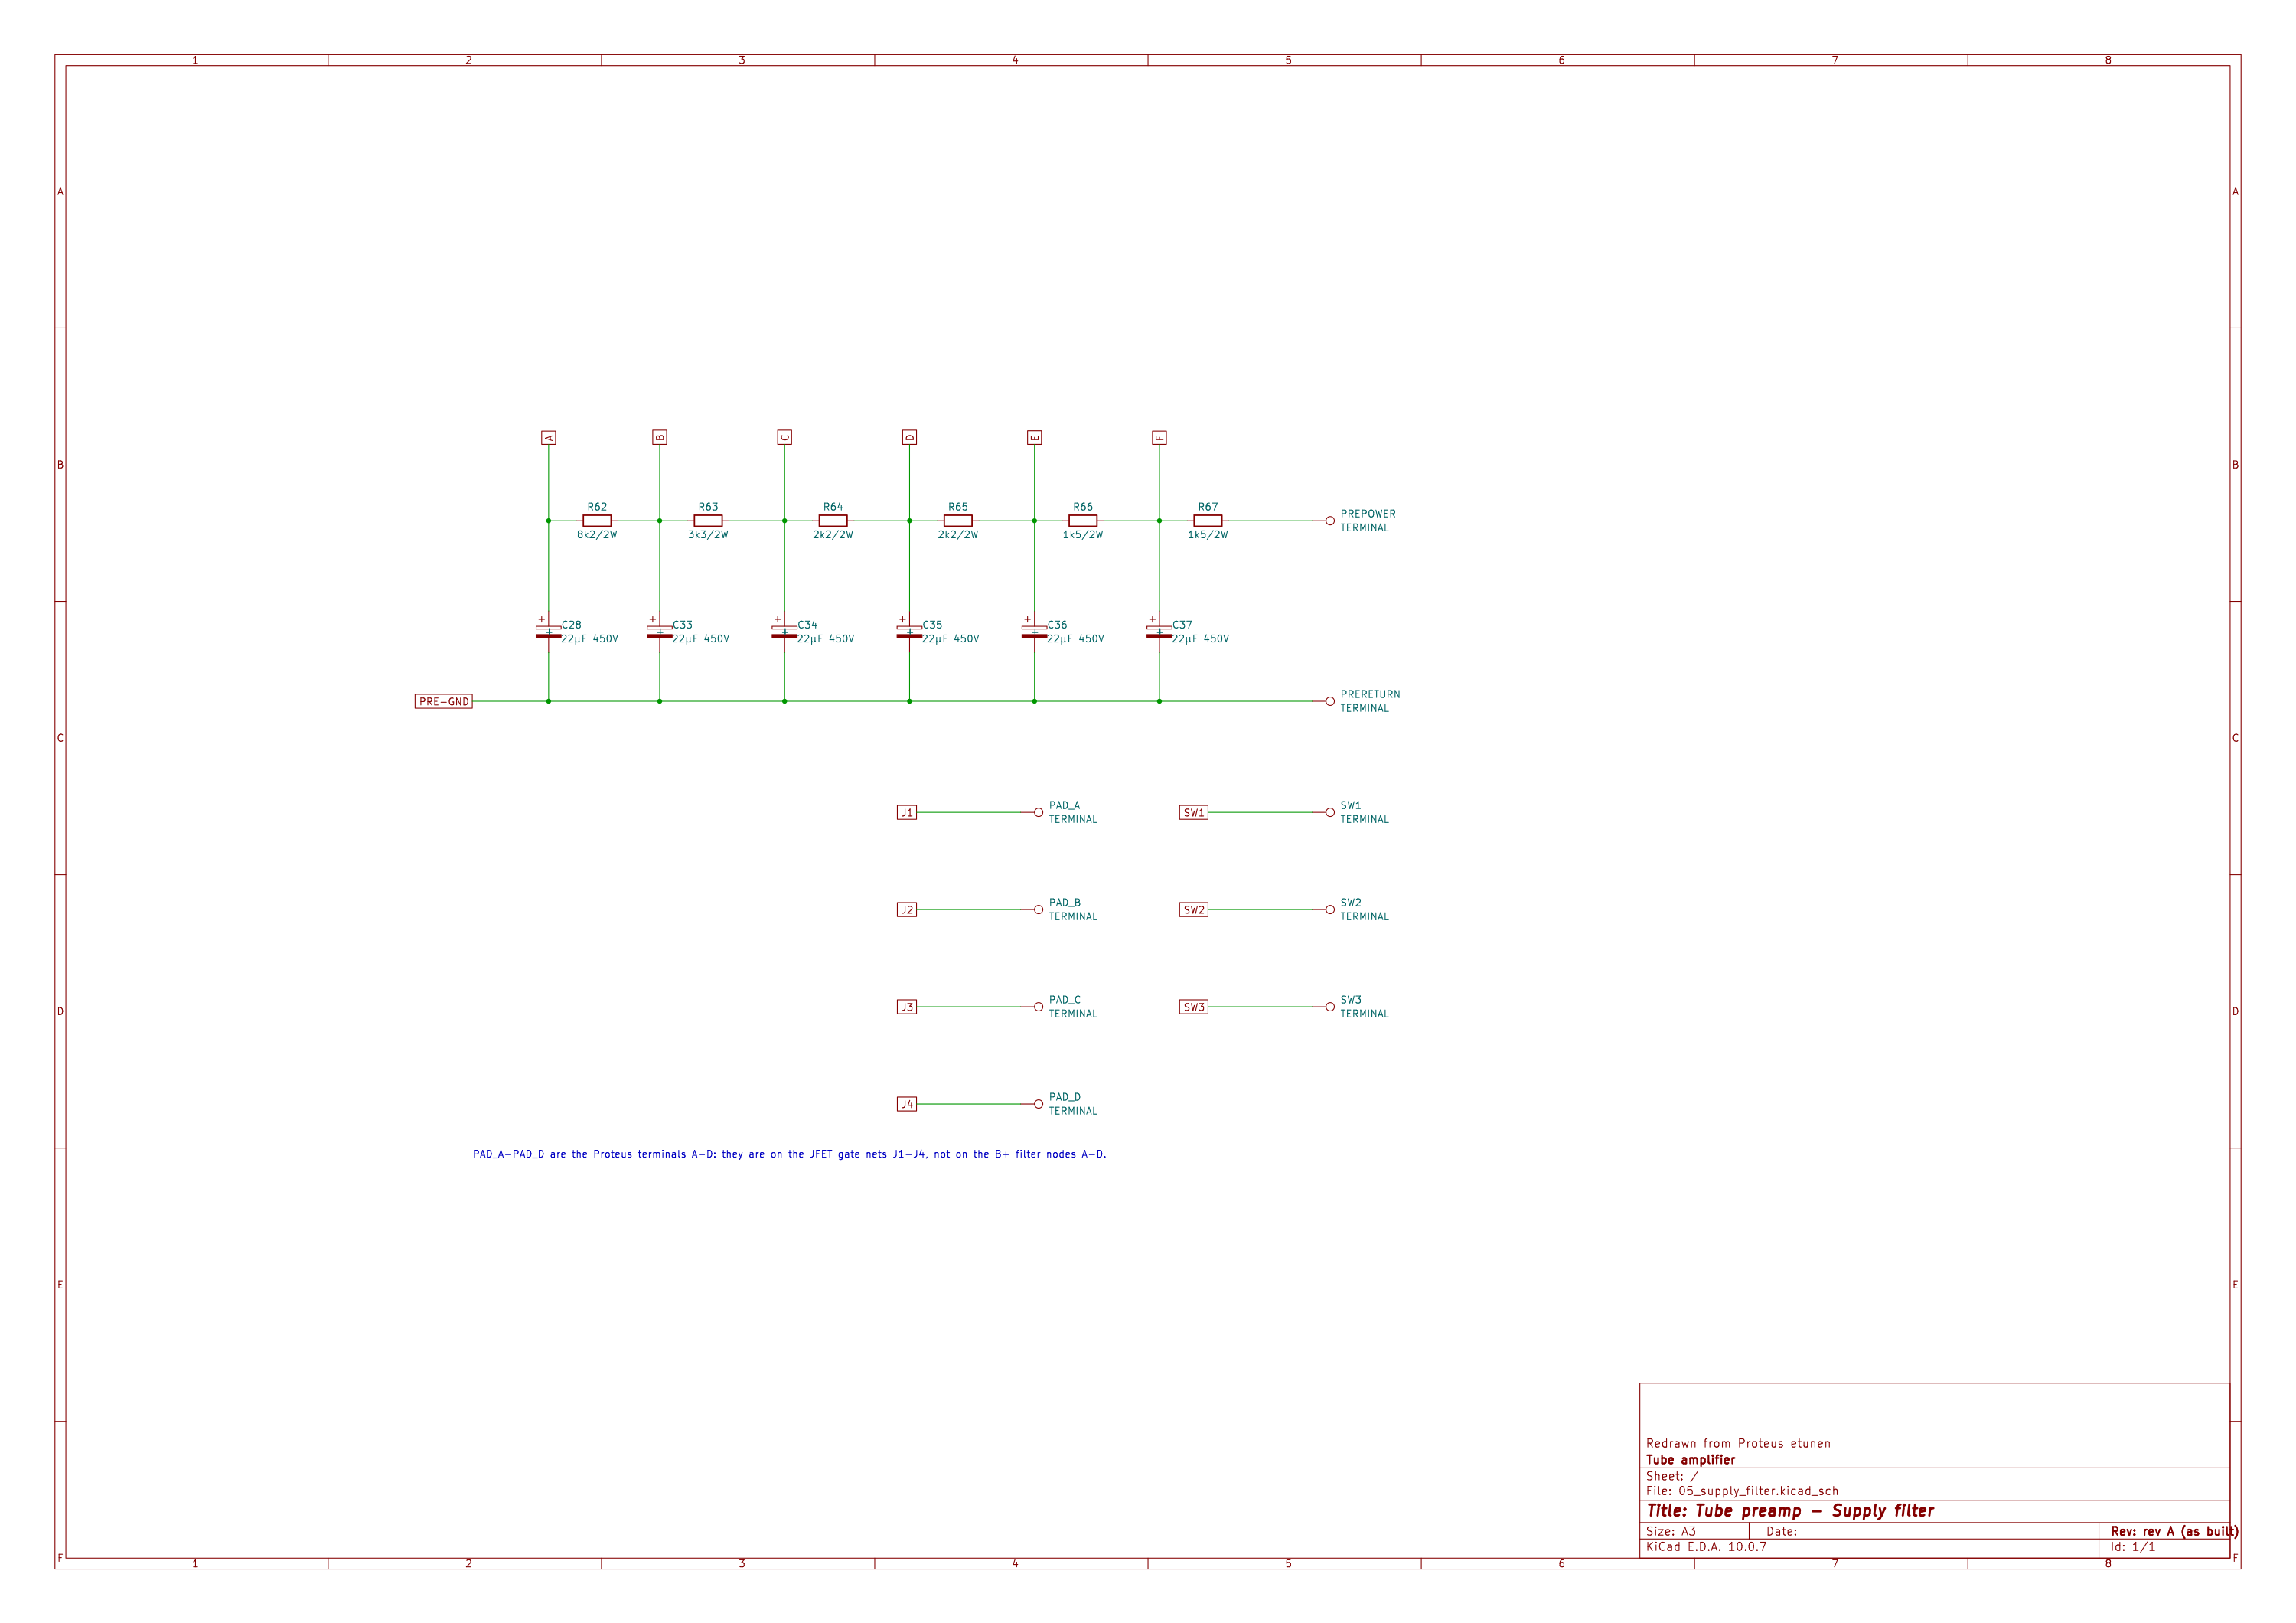 1 2 3 4 5 6 7 8
A A
B B
C C
D D
E E
F F
A B C D E F
R62 R63 R64 R65 R66 R67
8k2/2W 3k3/2W 2k2/2W 2k2/2W 1k5/2W 1k5/2W
PREPOWER
TERMINAL
+ + + + + +
C28 C33 C34 C35 C36 C37
22µF 450V 22µF 450V 22µF 450V 22µF 450V 22µF 450V 22µF 450V
PRE-GND
PRERETURN
TERMINAL
J1 PAD_A SW1 SW1
TERMINAL TERMINAL
J2 PAD_B SW2 SW2
TERMINAL TERMINAL
J3 PAD_C SW3 SW3
TERMINAL TERMINAL
J4 PAD_D
TERMINAL
PAD_A-PAD_D are the Proteus terminals A-D: they are on the JFET gate nets J1-J4, not on the B+ filter nodes A-D.
Redrawn from Proteus etunen
Tube amplifier
Sheet: /
File: 05_supply_filter.kicad_sch
Title: Tube preamp - Supply filter
Size: A3 Date: Rev: rev A (as built)
KiCad E.D.A. 10.0.7 Id: 1/1
1 2 3 4 5 6 7 8